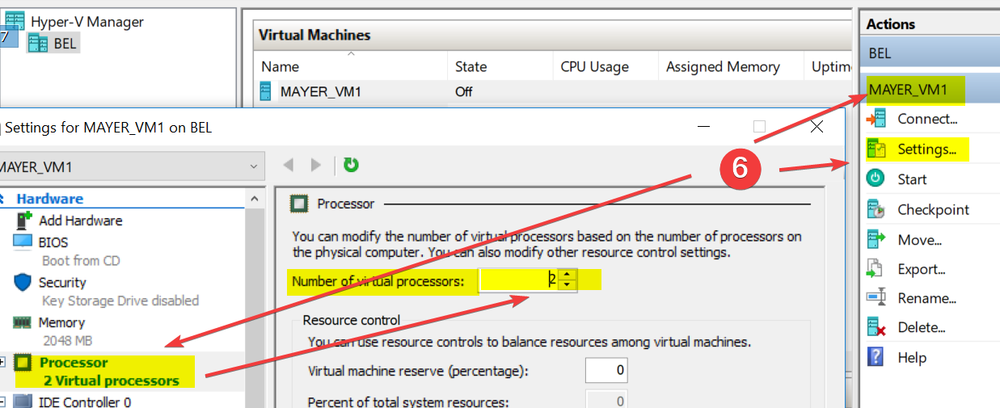 Hyper-V Manager
7
BEL
Virtual Machines
Name State CPU Usage Assigned Memory Uptime
MAYER_VM1 Off
Settings for MAYER_VM1 on BEL
MAYER_VM1
Hardware
Add Hardware
BIOS
Boot from CD
Security
Key Storage Drive disabled
Memory
2048 MB
Processor
2 Virtual processors
IDE Controller 0
Processor
You can modify the number of virtual processors based on the number of processors on
the physical computer. You can also modify other resource control settings.
Number of virtual processors: 2
Resource control
You can use resource controls to balance resources among virtual machines.
Virtual machine reserve (percentage): 0
Percent of total system resources: 0
6
Actions
BEL
MAYER_VM1
Connect...
Settings...
Start
Checkpoint
Move...
Export...
Rename...
Delete...
Help